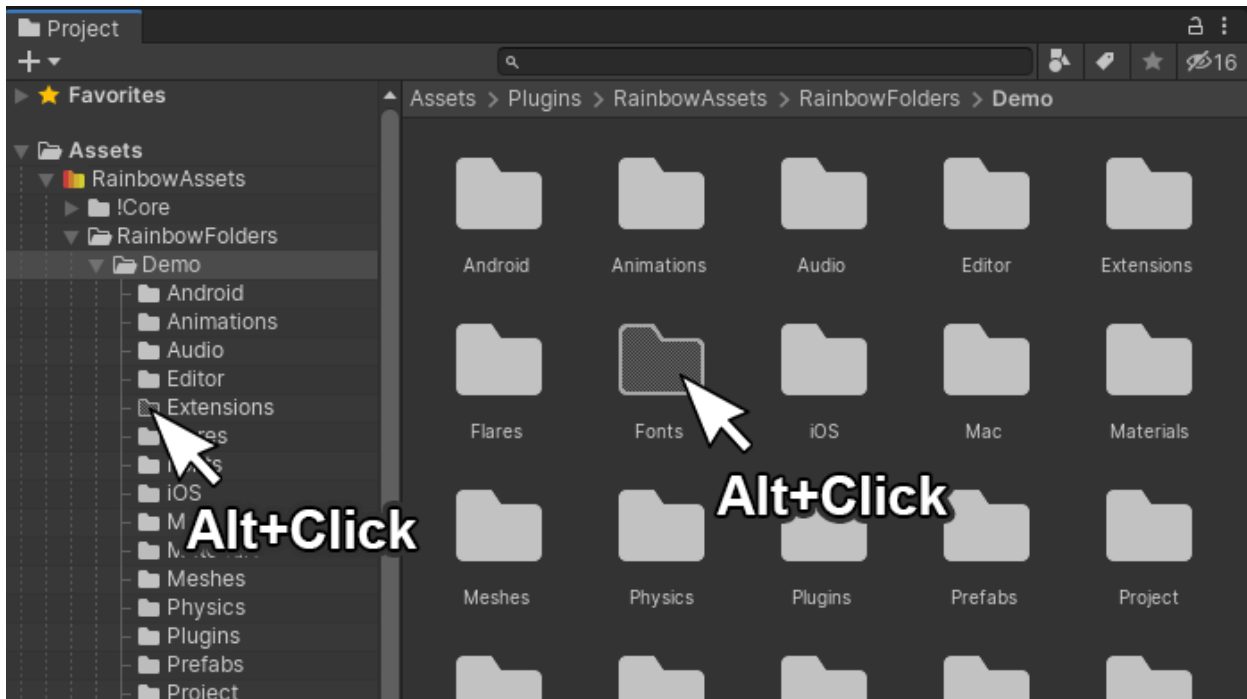 Project
16
Favorites
Assets > Plugins > RainbowAssets > RainbowFolders > Demo
Assets
RainbowAssets
!Core
RainbowFolders
Demo
Android
Animations
Audio
Editor
Extensions
iOS
Meshes
Physics
Plugins
Prefabs
Project
Alt+Click
Android Animations Audio Editor Extensions
Flares Fonts iOS Mac Materials
Alt+Click
Meshes Physics Plugins Prefabs Project